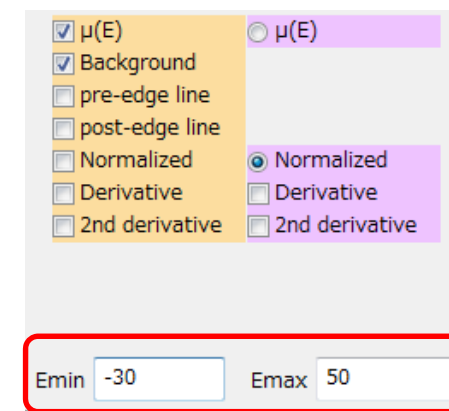 µ(E) µ(E)
Background
pre-edge line
post-edge line
Normalized Normalized
Derivative Derivative
2nd derivative 2nd derivative
Emin -30 Emax 50